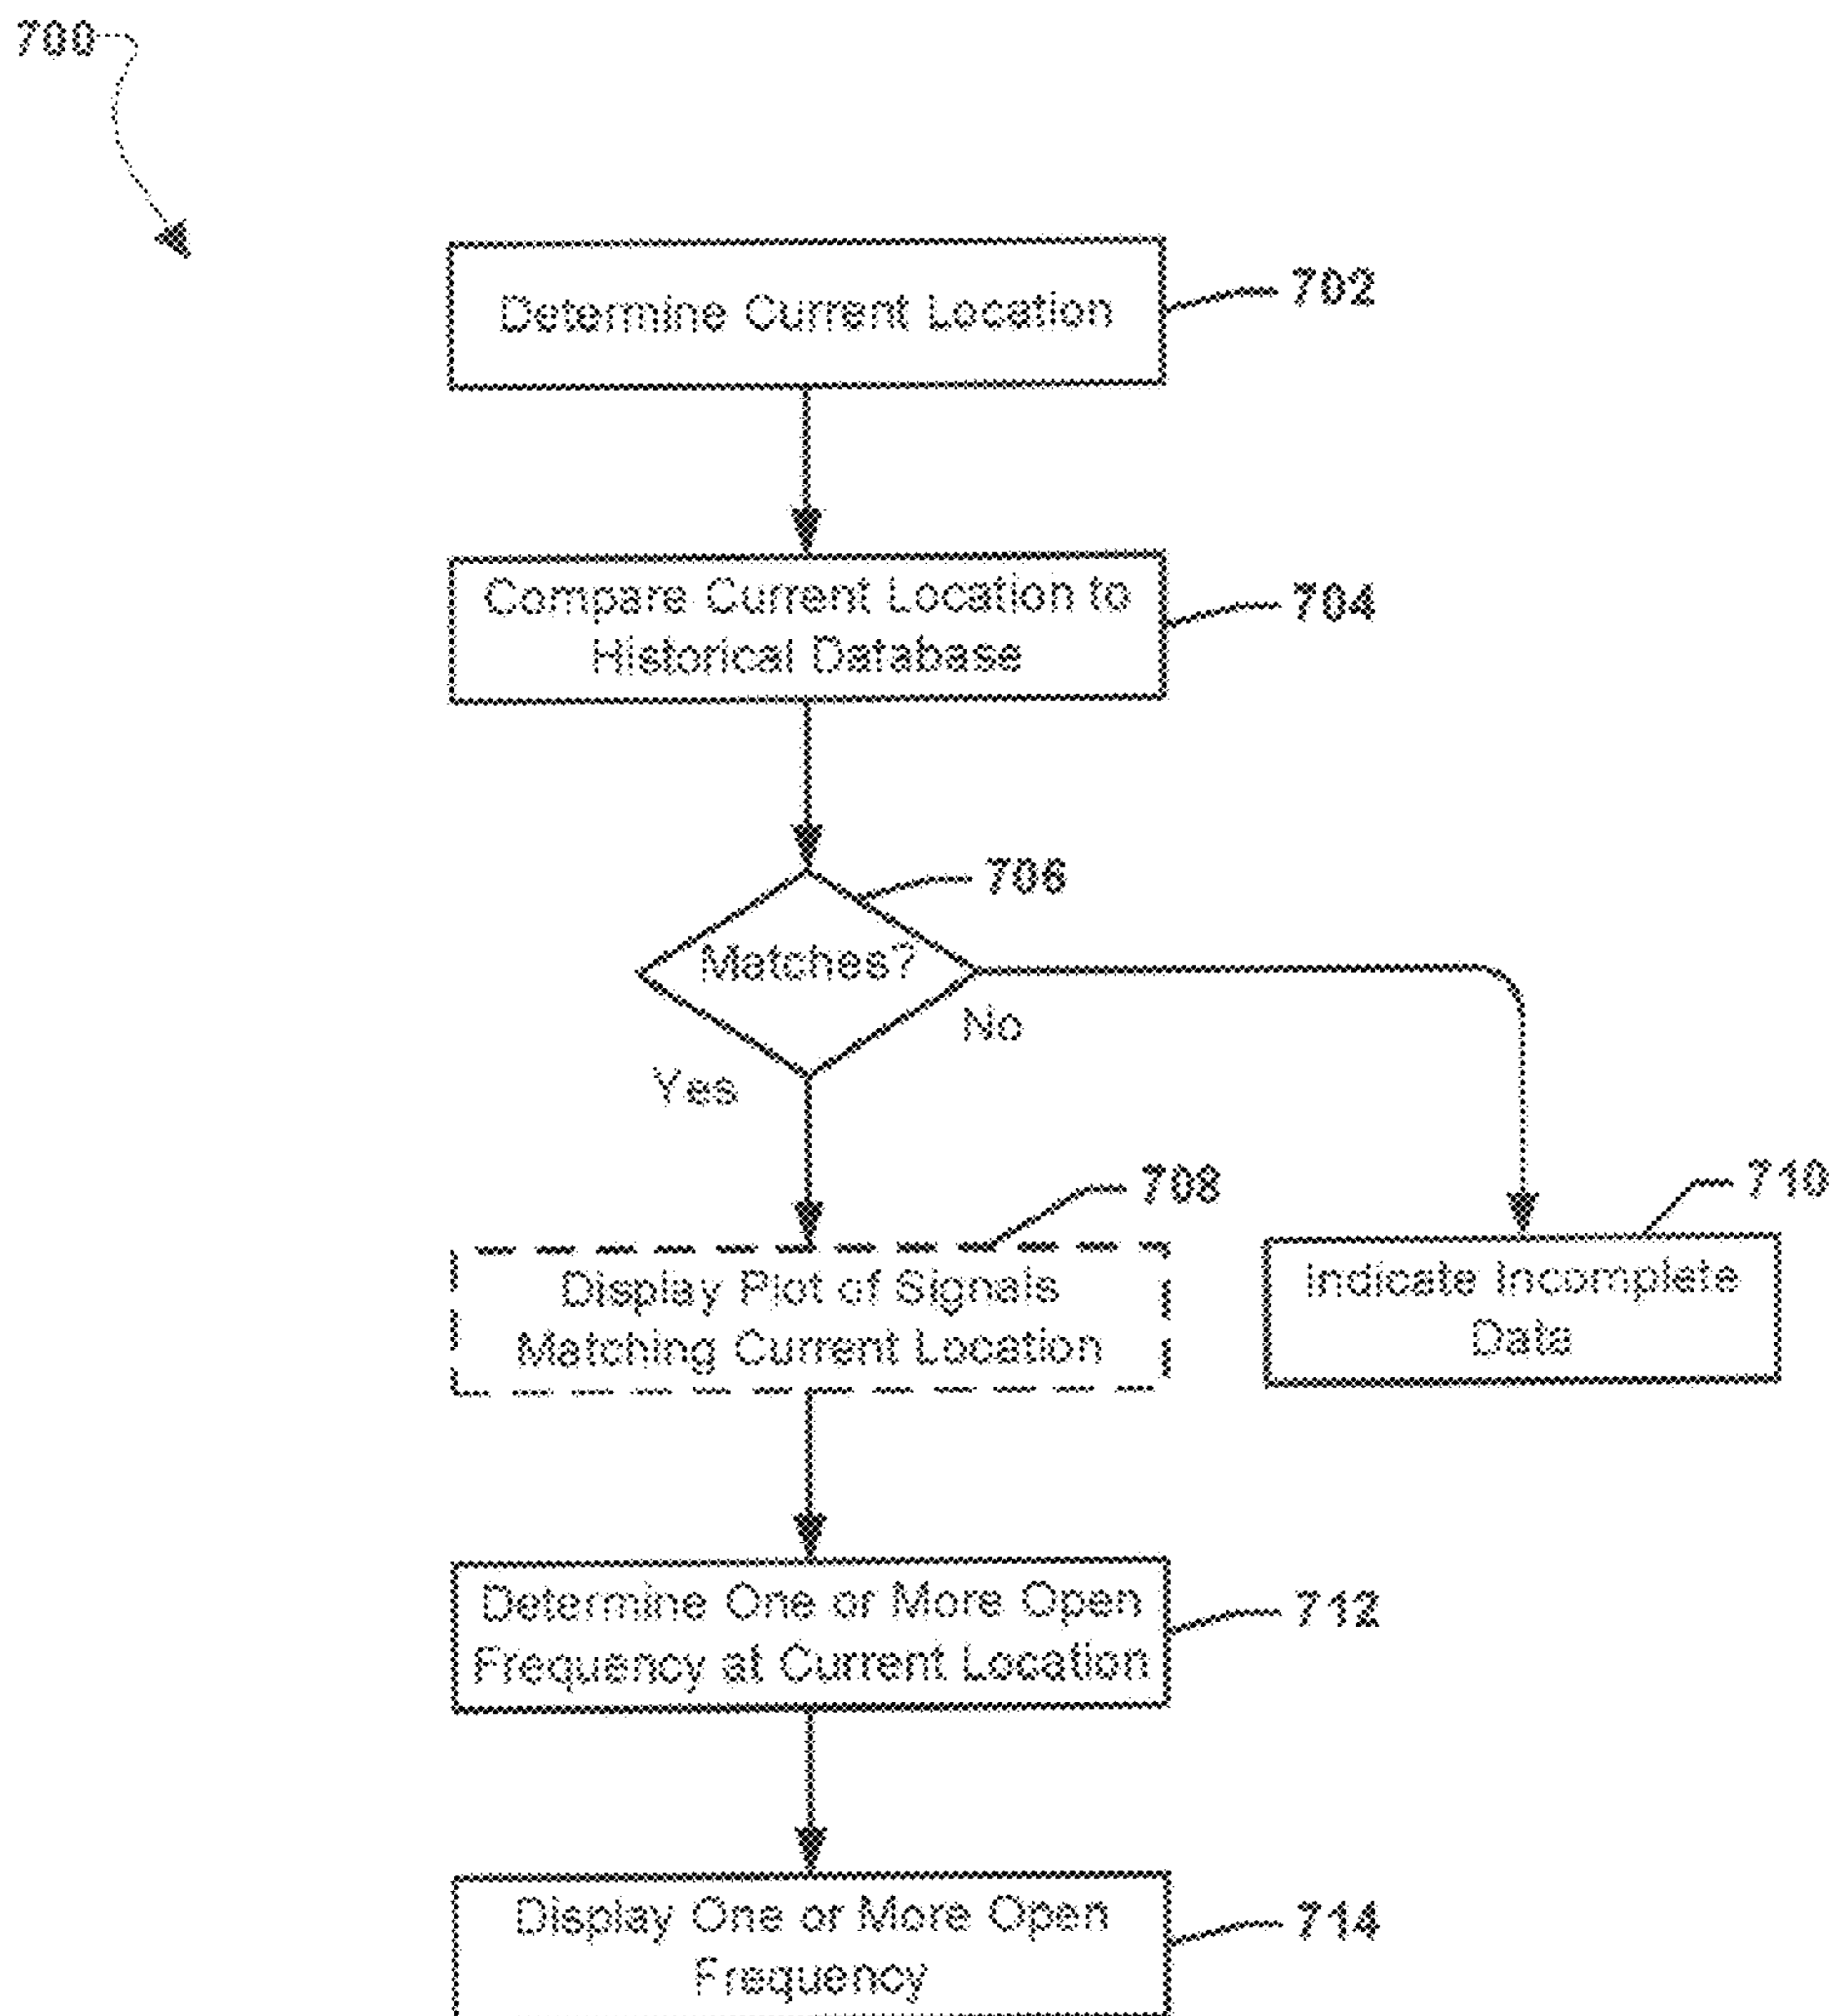 700
Determine Current Location
702
Compare Current Location to
Historical Database
704
706
Matches?
No
Yes
708
710
Display Plot of Signals
Matching Current Location
Indicate Incomplete
Data
Determine One or More Open
Frequency at Current Location
712
Display One or More Open
Frequency
714